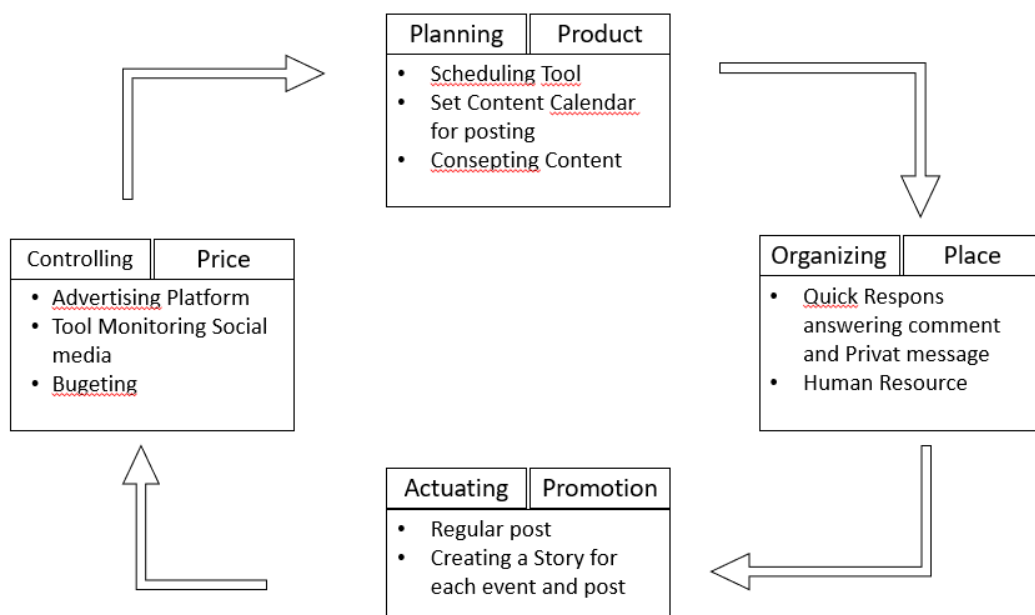 Planning Product
• Scheduling Tool
• Set Content Calendar
for posting
• Consepting Content
Controlling Price
• Advertising Platform
• Tool Monitoring Social
media
• Bugeting
Organizing Place
• Quick Respons
answering comment
and Privat message
• Human Resource
Actuating Promotion
• Regular post
• Creating a Story for
each event and post